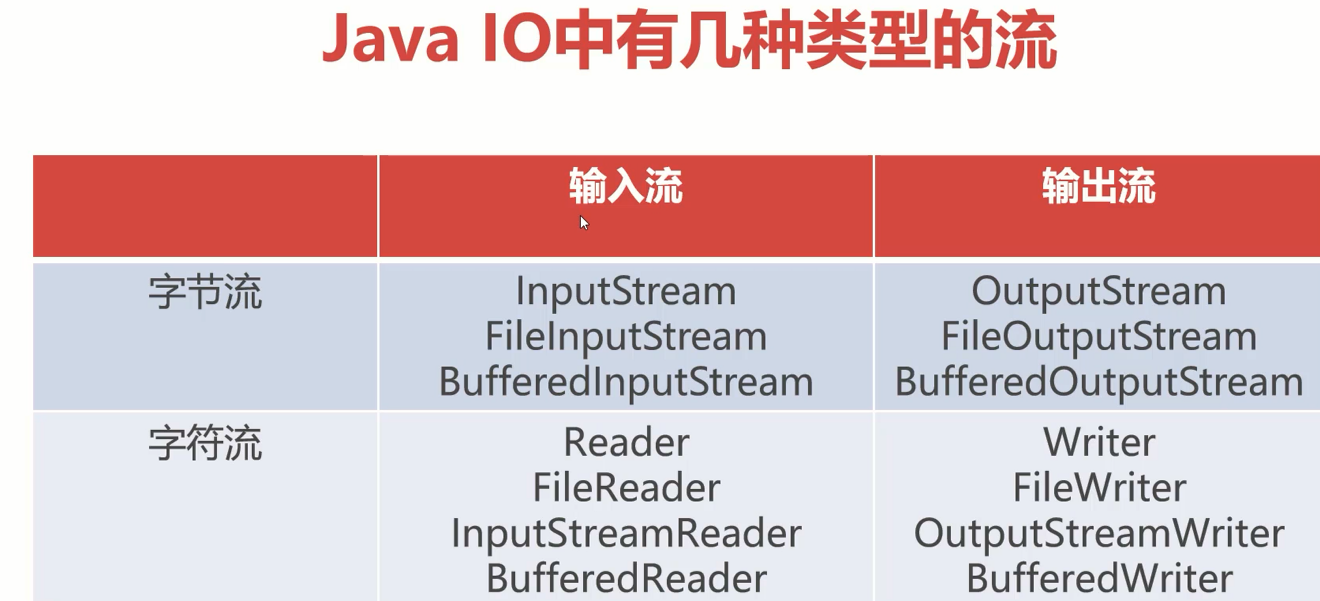 Java IO中有几种类型的流
输入流 输出流
字节流 InputStream OutputStream
FileInputStream FileOutputStream
BufferedInputStream BufferedOutputStream
字符流 Reader Writer
FileReader FileWriter
InputStreamReader OutputStreamWriter
BufferedReader BufferedWriter